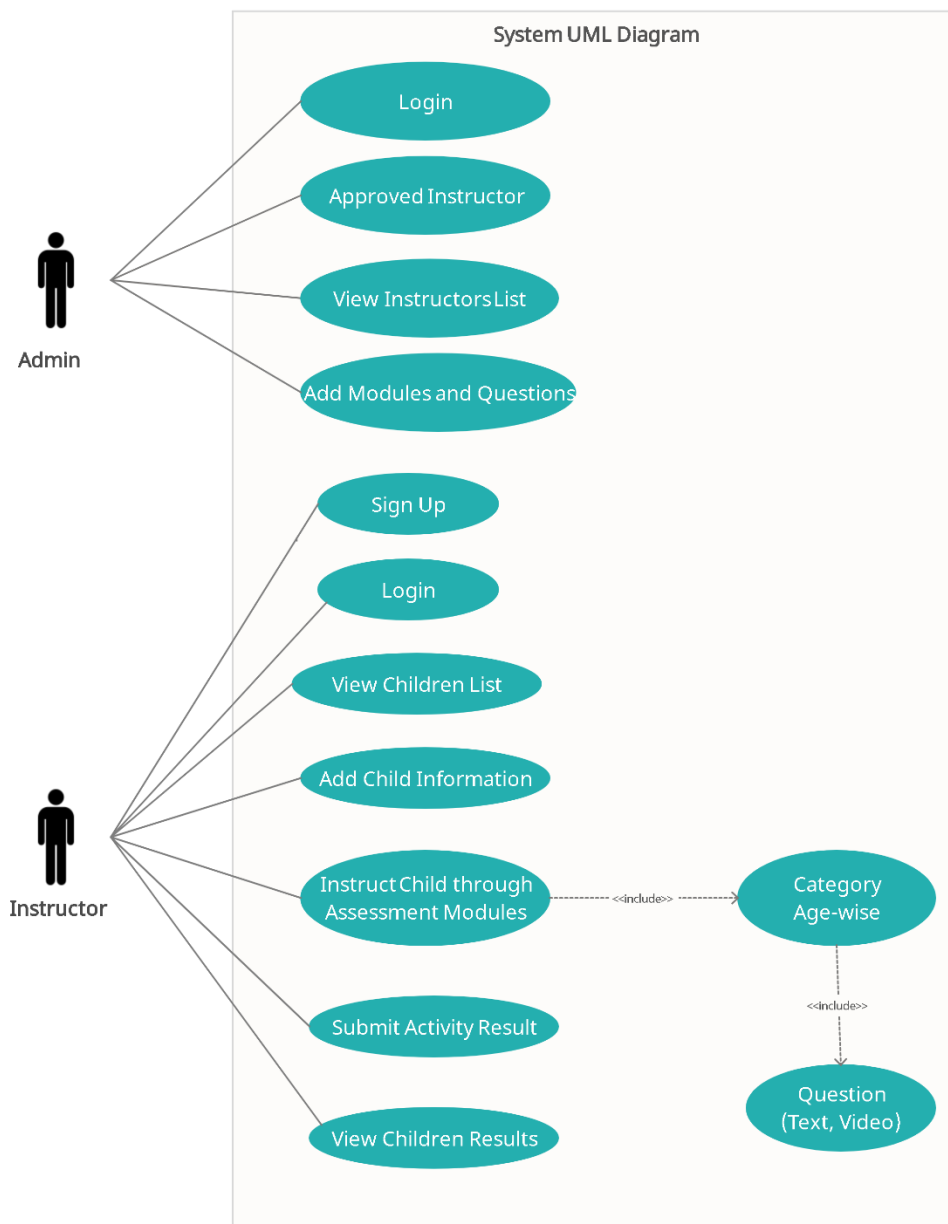 System UML Diagram
Login
Approved Instructor
View Instructors List
Admin
Add Modules and Questions
Sign Up
Login
View Children List
Add Child Information
Instructor
Instruct Child through
Assessment Modules
<<include>>
Category
Age-wise
<<include>>
Submit Activity Result
Question
(Text, Video)
View Children Results